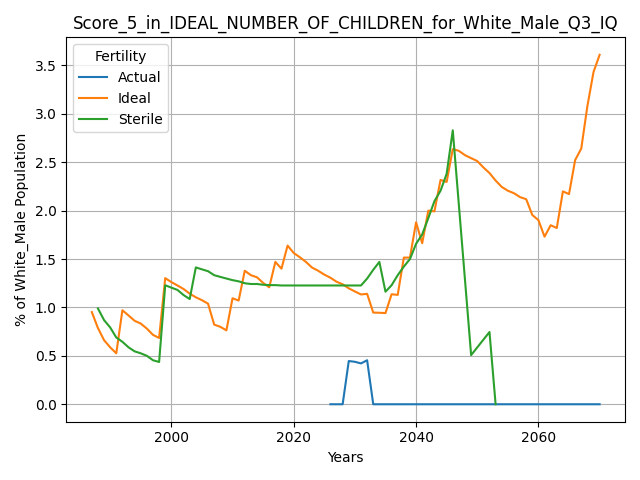 Score_5_in_IDEAL_NUMBER_OF_CHILDREN_for_White_Male_Q3_IQ
Fertility
Actual
Ideal
Sterile
% of White_Male Population
3.5
3.0
2.5
2.0
1.5
1.0
0.5
0.0
2000 2020 2040 2060
Years